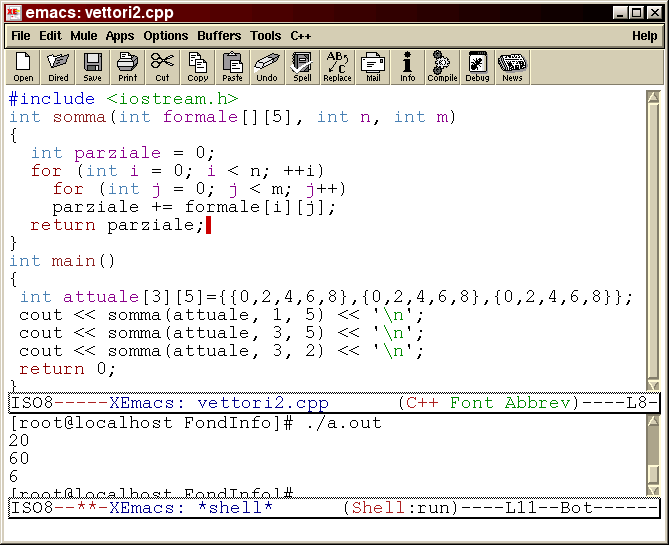 emacs: vettori2.cpp
File Edit Mule Apps Options Buffers Tools C++ Help
Open Dired Save Print Cut Copy Paste Undo Spell Replace Mail Info Compile Debug News
#include <iostream.h>
int somma(int formale[][5], int n, int m)
{
  int parziale = 0;
  for (int i = 0; i < n; ++i)
    for (int j = 0; j < m; j++)
    parziale += formale[i][j];
  return parziale;
}
int main()
{
 int attuale[3][5]={{0,2,4,6,8},{0,2,4,6,8},{0,2,4,6,8}};
 cout << somma(attuale, 1, 5) << '\n';
 cout << somma(attuale, 3, 5) << '\n';
 cout << somma(attuale, 3, 2) << '\n';
 return 0;
}
ISO8-----XEmacs: vettori2.cpp      (C++ Font Abbrev)----L8-
[root@localhost FondInfo]# ./a.out
20
60
6
[root@localhost FondInfo]#
ISO8--**-XEmacs: *shell*      (Shell:run)----L11--Bot------